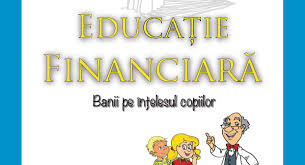 EDUCAȚIE
FINANCIARĂ
Banii pe înțelesul copiilor